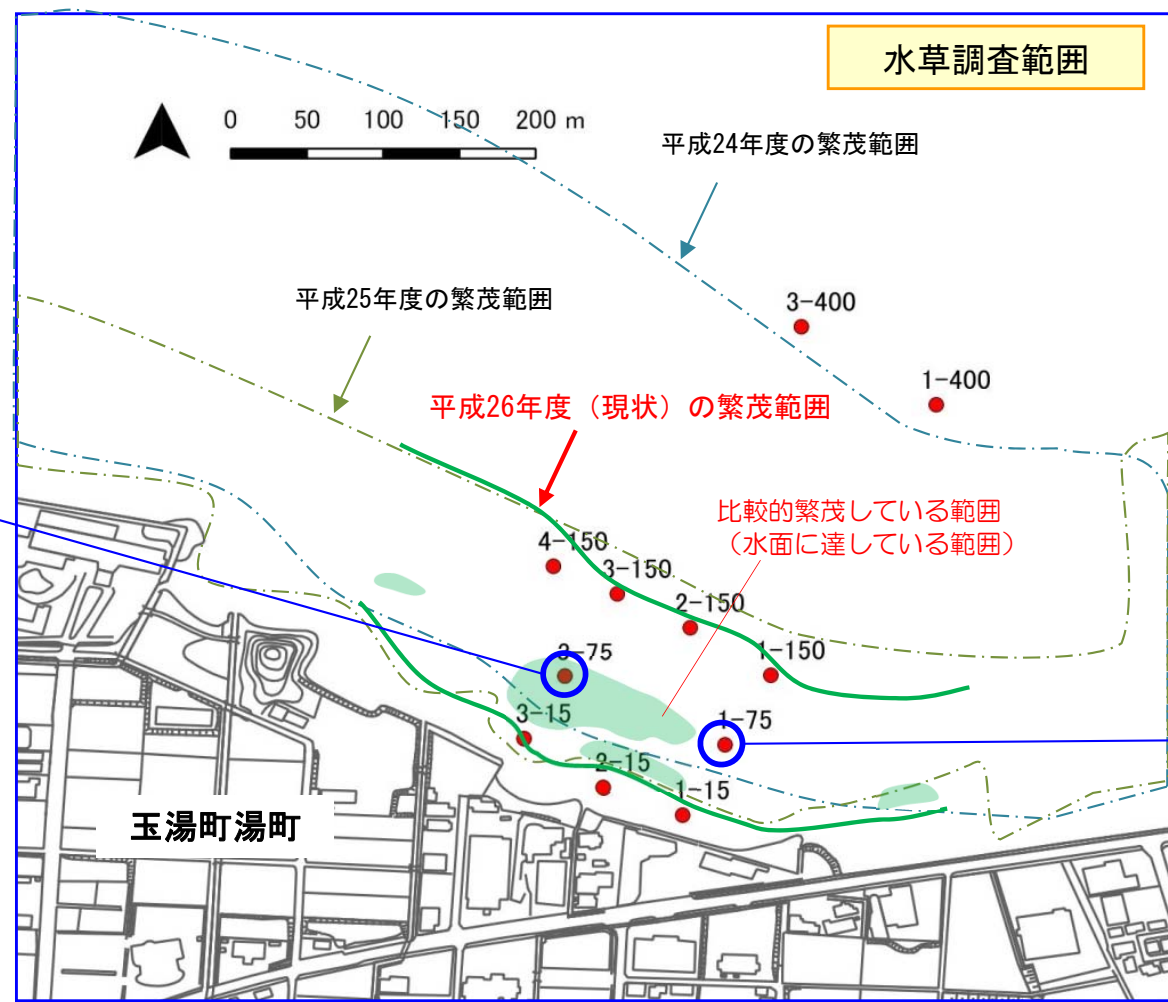 水草調査範囲
0 50 100 150 200 m
平成24年度の繁茂範囲
平成25年度の繁茂範囲
3-400
1-400
平成26年度（現状）の繁茂範囲
比較的繁茂している範囲
（水面に達している範囲）
4-150
3-150
2-150
1-150
3-75
1-75
3-15
2-15
1-15
玉湯町湯町